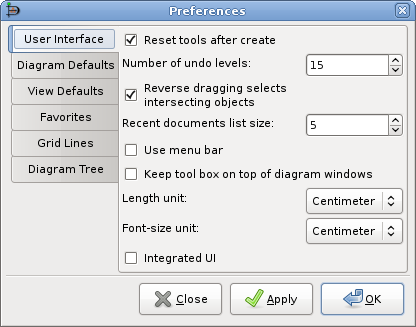 Preferences
User Interface
Diagram Defaults
View Defaults
Favorites
Grid Lines
Diagram Tree
Reset tools after create
Number of undo levels: 15
Reverse dragging selects
intersecting objects
Recent documents list size: 5
Use menu bar
Keep tool box on top of diagram windows
Length unit: Centimeter
Font-size unit: Centimeter
Integrated UI
Close Apply OK